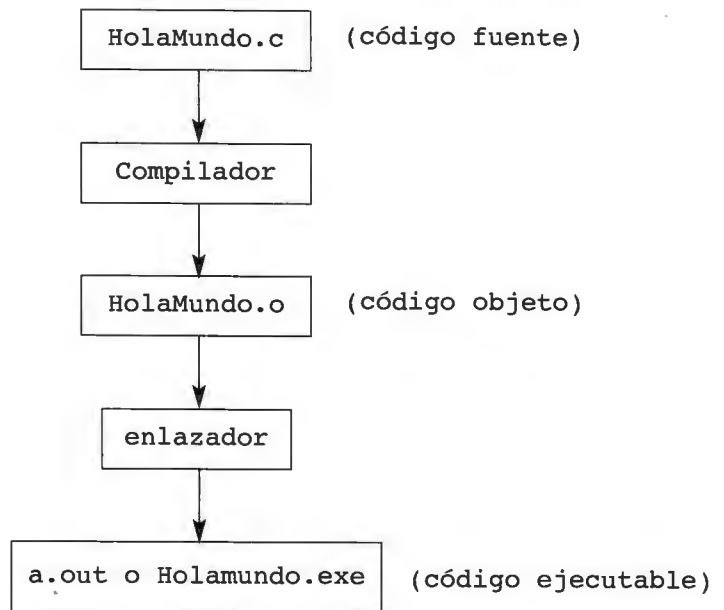 HolaMundo.c (código fuente)
Compilador
HolaMundo.o (código objeto)
enlazador
a.out o Holamundo.exe (código ejecutable)